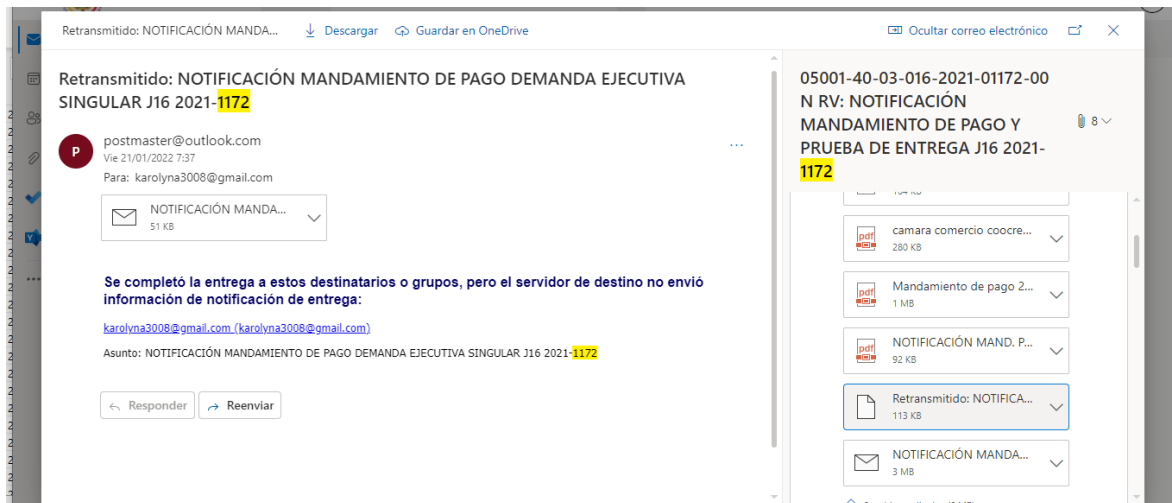 Retransmitido: NOTIFICACIÓN MANDA...
Descargar
Guardar en OneDrive
Ocultar correo electrónico
Retransmitido: NOTIFICACIÓN MANDAMIENTO DE PAGO DEMANDA EJECUTIVA
SINGULAR J16 2021-1172
P
postmaster@outlook.com
Vie 21/01/2022 7:37
Para: karolyna3008@gmail.com
...
NOTIFICACIÓN MANDA...
51 KB
Se completó la entrega a estos destinatarios o grupos, pero el servidor de destino no envió
información de notificación de entrega:
karolyna3008@gmail.com (karolyna3008@gmail.com)
Asunto: NOTIFICACIÓN MANDAMIENTO DE PAGO DEMANDA EJECUTIVA SINGULAR J16 2021-1172
Responder
Reenviar
05001-40-03-016-2021-01172-00
N RV: NOTIFICACIÓN
MANDAMIENTO DE PAGO Y
PRUEBA DE ENTREGA J16 2021-
1172
8
pdf
camara comercio coocre...
280 KB
pdf
Mandamiento de pago 2...
1 MB
pdf
NOTIFICACIÓN MAND. P...
92 KB
Retransmitido: NOTIFICA...
113 KB
NOTIFICACIÓN MANDA...
3 MB